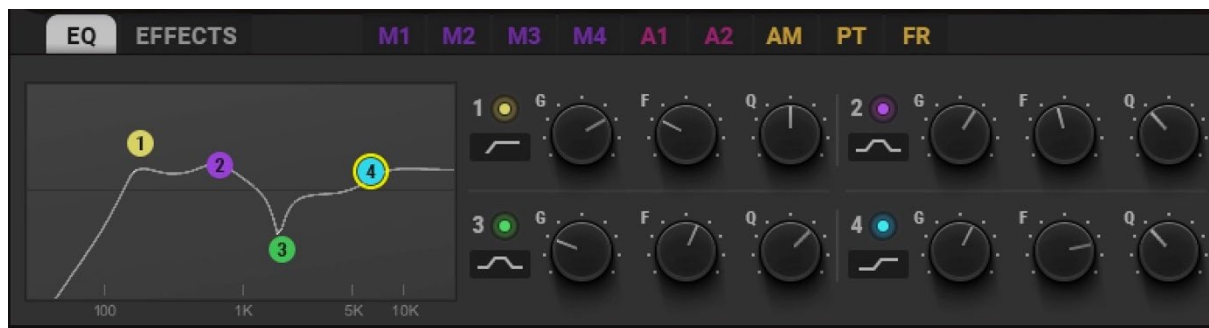 EQ EFFECTS M1 M2 M3 M4 A1 A2 AM PT FR
1 G F Q 2 G F Q
1 2 4
3 G F Q 4 G F Q
3
100 1K 5K 10K